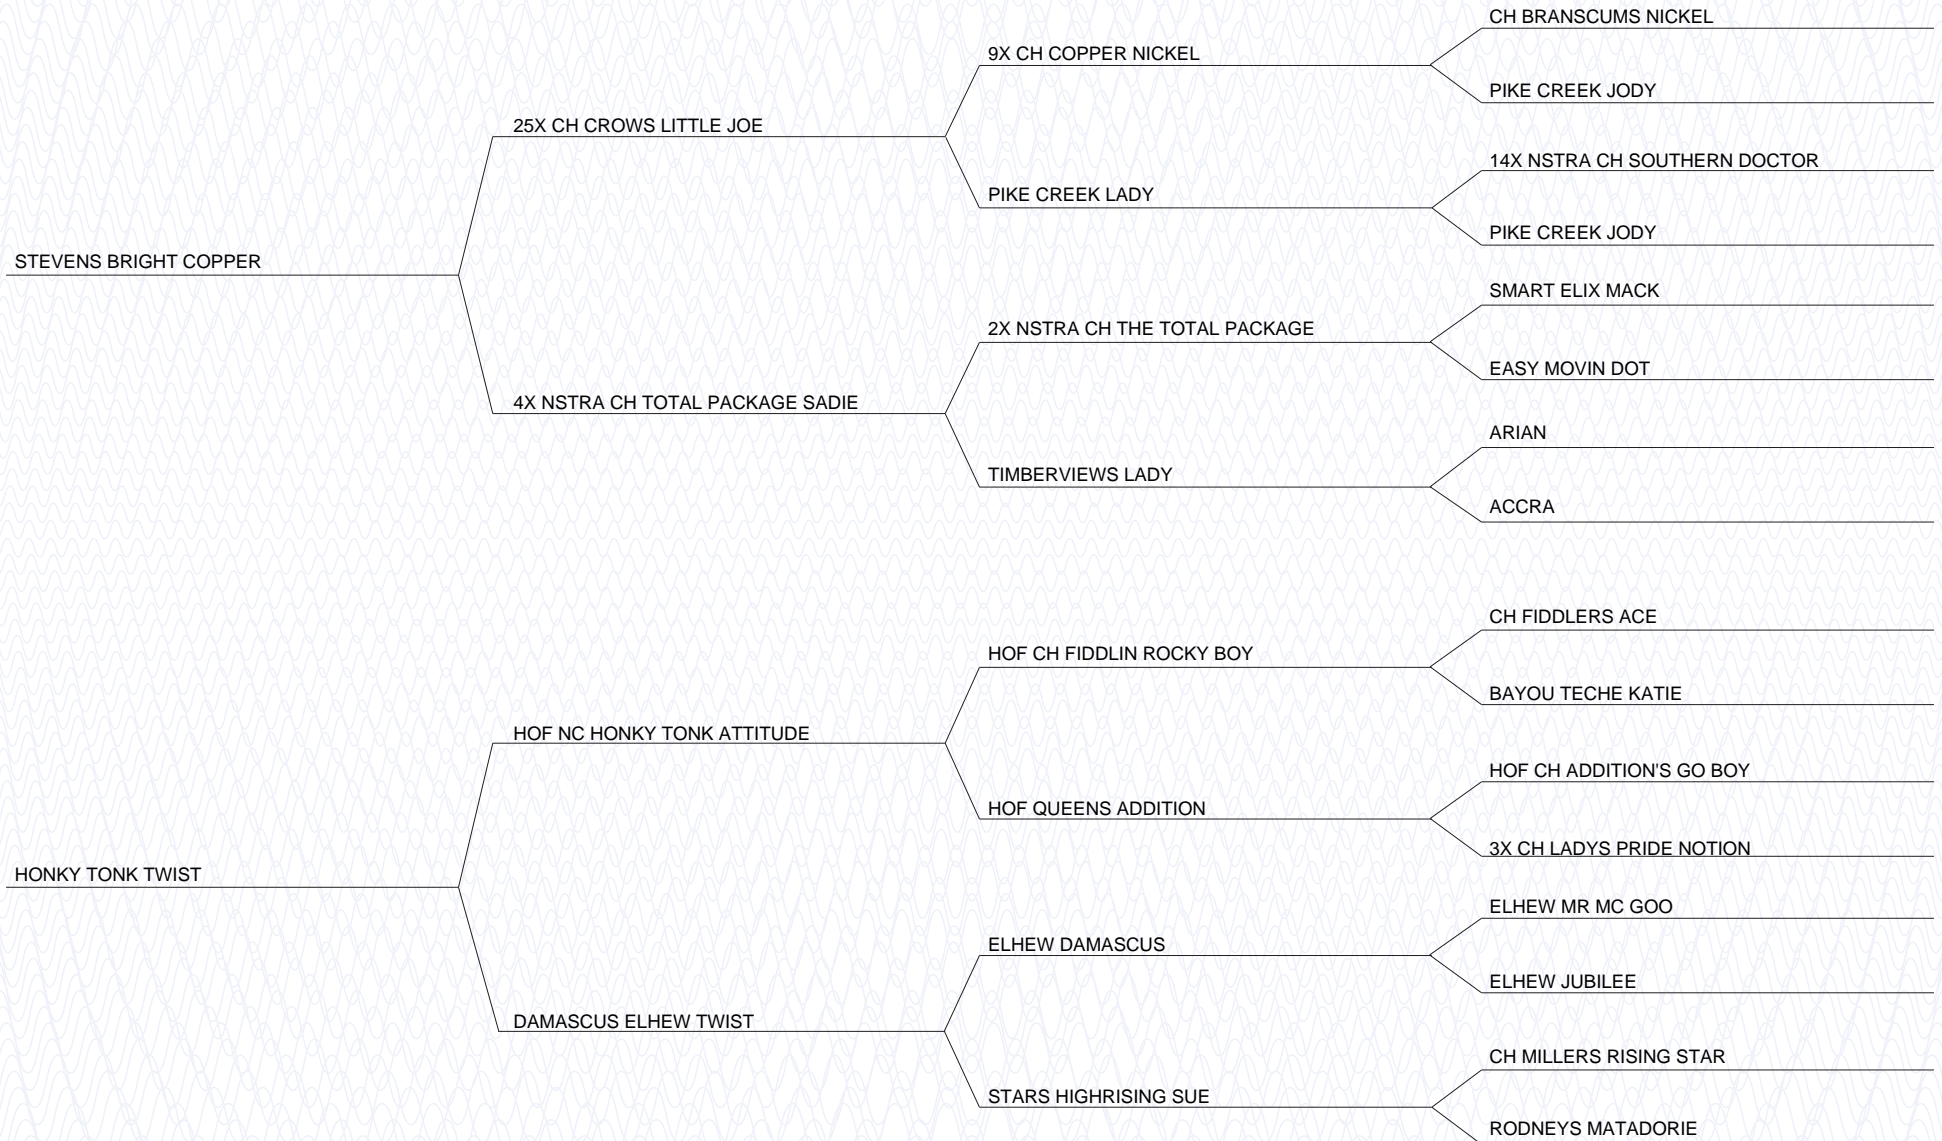 CH BRANSCUMS NICKEL
9X CH COPPER NICKEL
PIKE CREEK JODY
25X CH CROWS LITTLE JOE
14X NSTRA CH SOUTHERN DOCTOR
PIKE CREEK LADY
PIKE CREEK JODY
STEVENS BRIGHT COPPER
SMART ELIX MACK
2X NSTRA CH THE TOTAL PACKAGE
EASY MOVIN DOT
4X NSTRA CH TOTAL PACKAGE SADIE
ARIAN
TIMBERVIEWS LADY
ACCRA
CH FIDDLERS ACE
HOF CH FIDDLIN ROCKY BOY
BAYOU TECHE KATIE
HOF NC HONKY TONK ATTITUDE
HOF CH ADDITION'S GO BOY
HOF QUEENS ADDITION
3X CH LADYS PRIDE NOTION
HONKY TONK TWIST
ELHEW MR MC GOO
ELHEW DAMASCUS
ELHEW JUBILEE
DAMASCUS ELHEW TWIST
CH MILLERS RISING STAR
STARS HIGHRISING SUE
RODNEYS MATADORIE